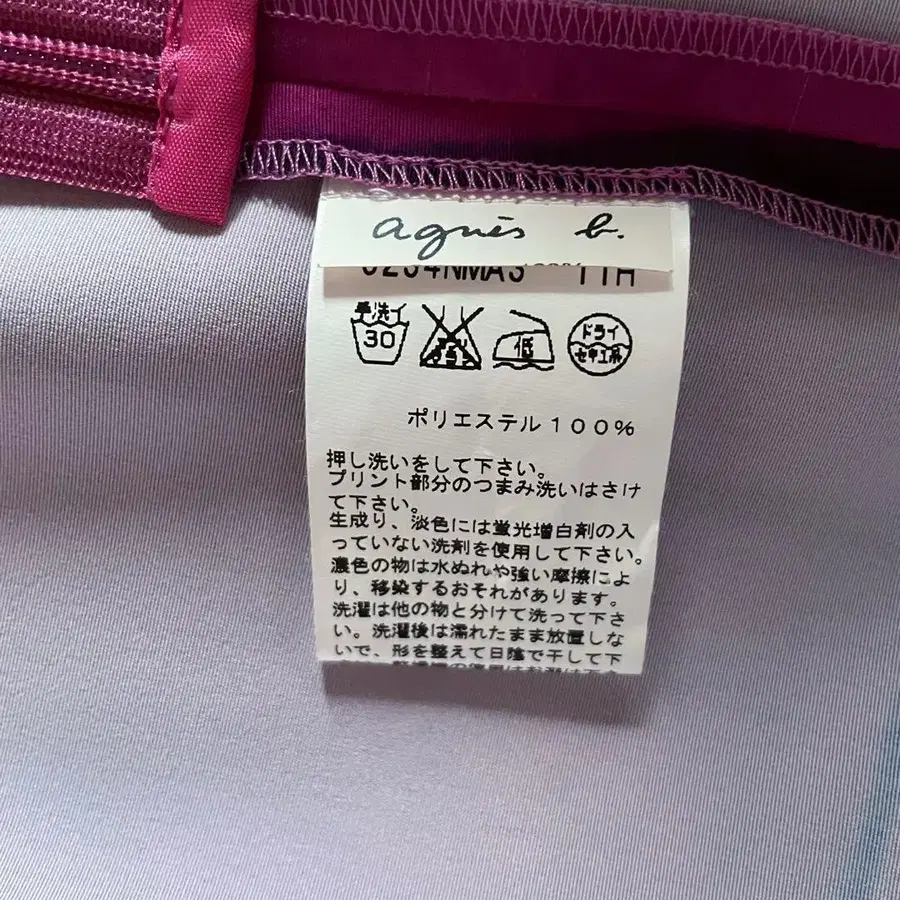 agnès b.
手洗イ
30
低
ドライ
セキユ系
ポリエステル100%
押し洗いをして下さい。
プリント部分のつまみ洗いはさけ
て下さい。
生成り、淡色には蛍光増白剤の入
っていない洗剤を使用して下さい。
濃色の物は水ぬれや強い摩擦によ
り、移染するおそれがあります。
洗濯は他の物と分けて洗って下さ
い。洗濯後は濡れたまま放置しな
いで、形を整えて日陰で干して下